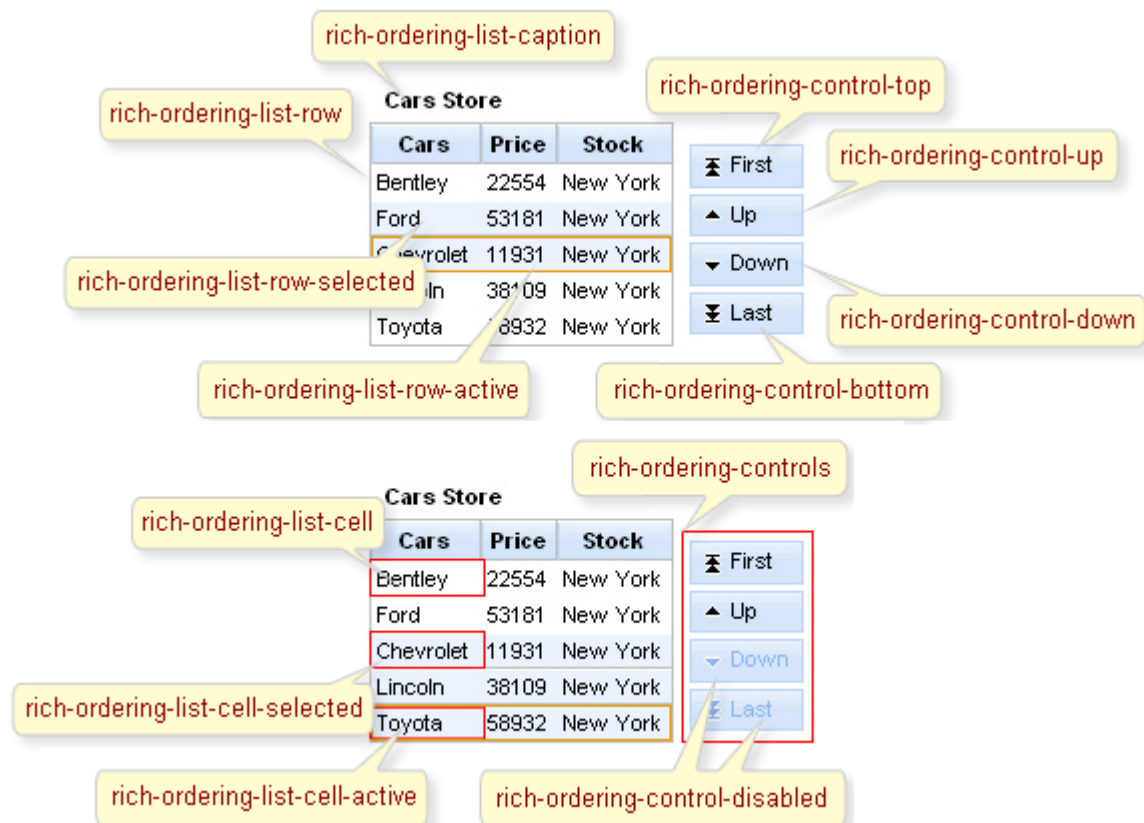 rich-ordering-list-caption
rich-ordering-control-top
rich-ordering-list-row
Cars Store
rich-ordering-control-up
Cars Price Stock
First
Bentley 22554 New York
Up
Ford 53181 New York
Down
Chevrolet 11931 New York
rich-ordering-list-row-selected
oln 38109 New York
Last
rich-ordering-control-down
Toyota 8932 New York
rich-ordering-list-row-active
rich-ordering-control-bottom
rich-ordering-controls
Cars Store
rich-ordering-list-cell
Cars Price Stock
First
Bentley 22554 New York
Up
Ford 53181 New York
Chevrolet 11931 New York
Down
Lincoln 38109 New York
rich-ordering-list-cell-selected
Last
Toyota 58932 New York
rich-ordering-list-cell-active
rich-ordering-control-disabled